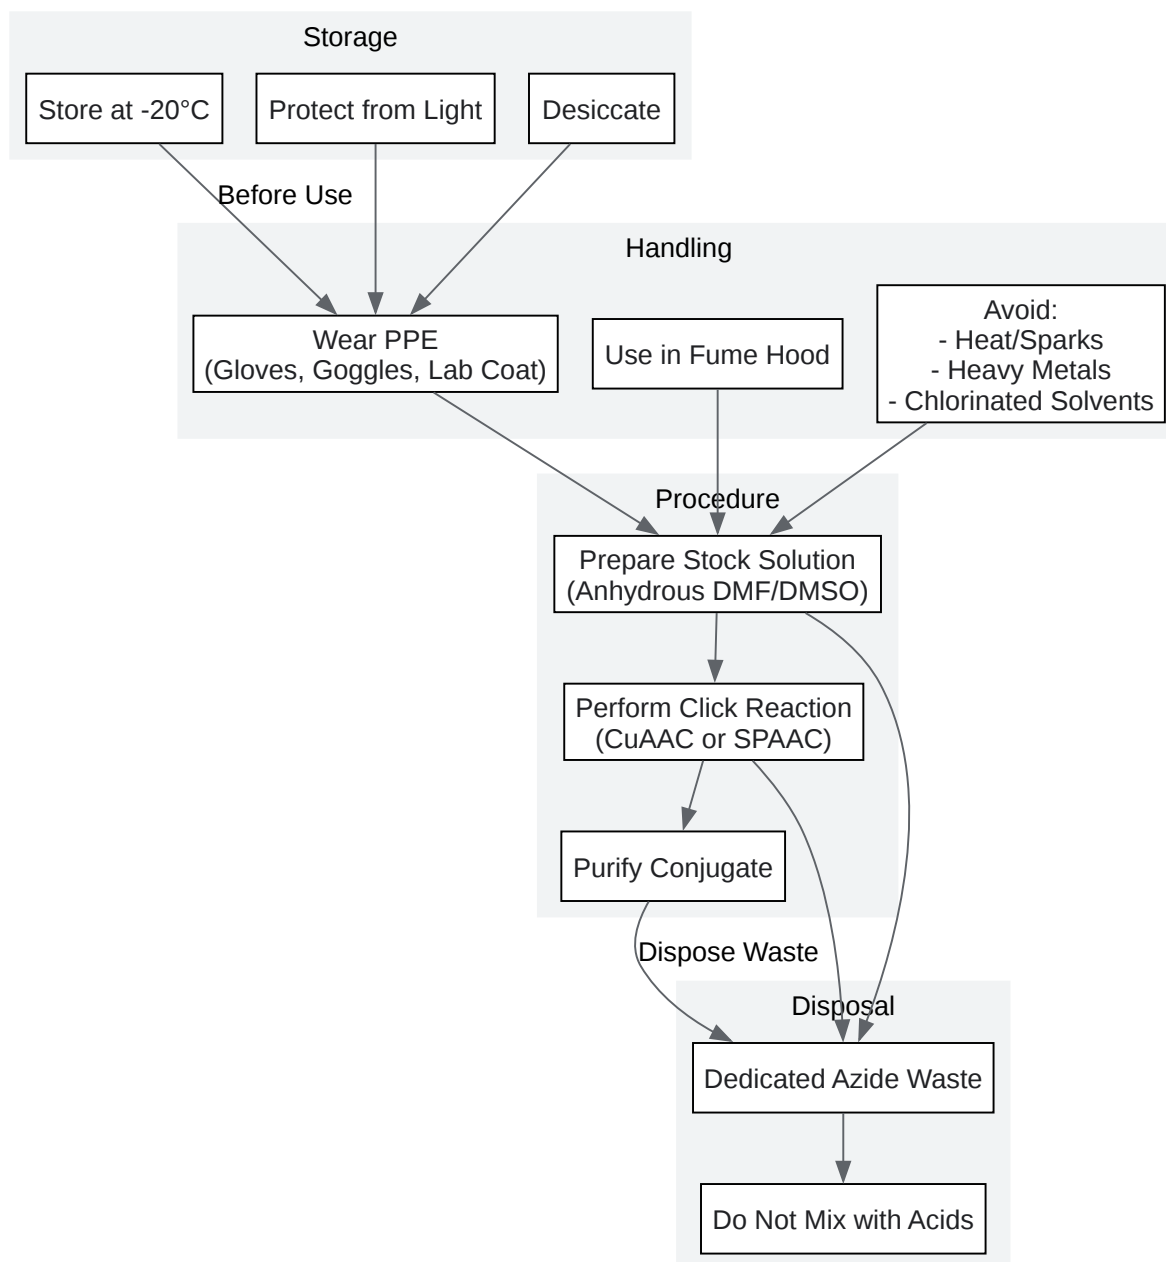 Storage
Store at -20°C
Protect from Light
Desiccate
Before Use
Handling
Wear PPE
(Gloves, Goggles, Lab Coat)
Use in Fume Hood
Avoid:
- Heat/Sparks
- Heavy Metals
- Chlorinated Solvents
Procedure
Prepare Stock Solution
(Anhydrous DMF/DMSO)
Perform Click Reaction
(CuAAC or SPAAC)
Purify Conjugate
Dispose Waste
Disposal
Dedicated Azide Waste
Do Not Mix with Acids